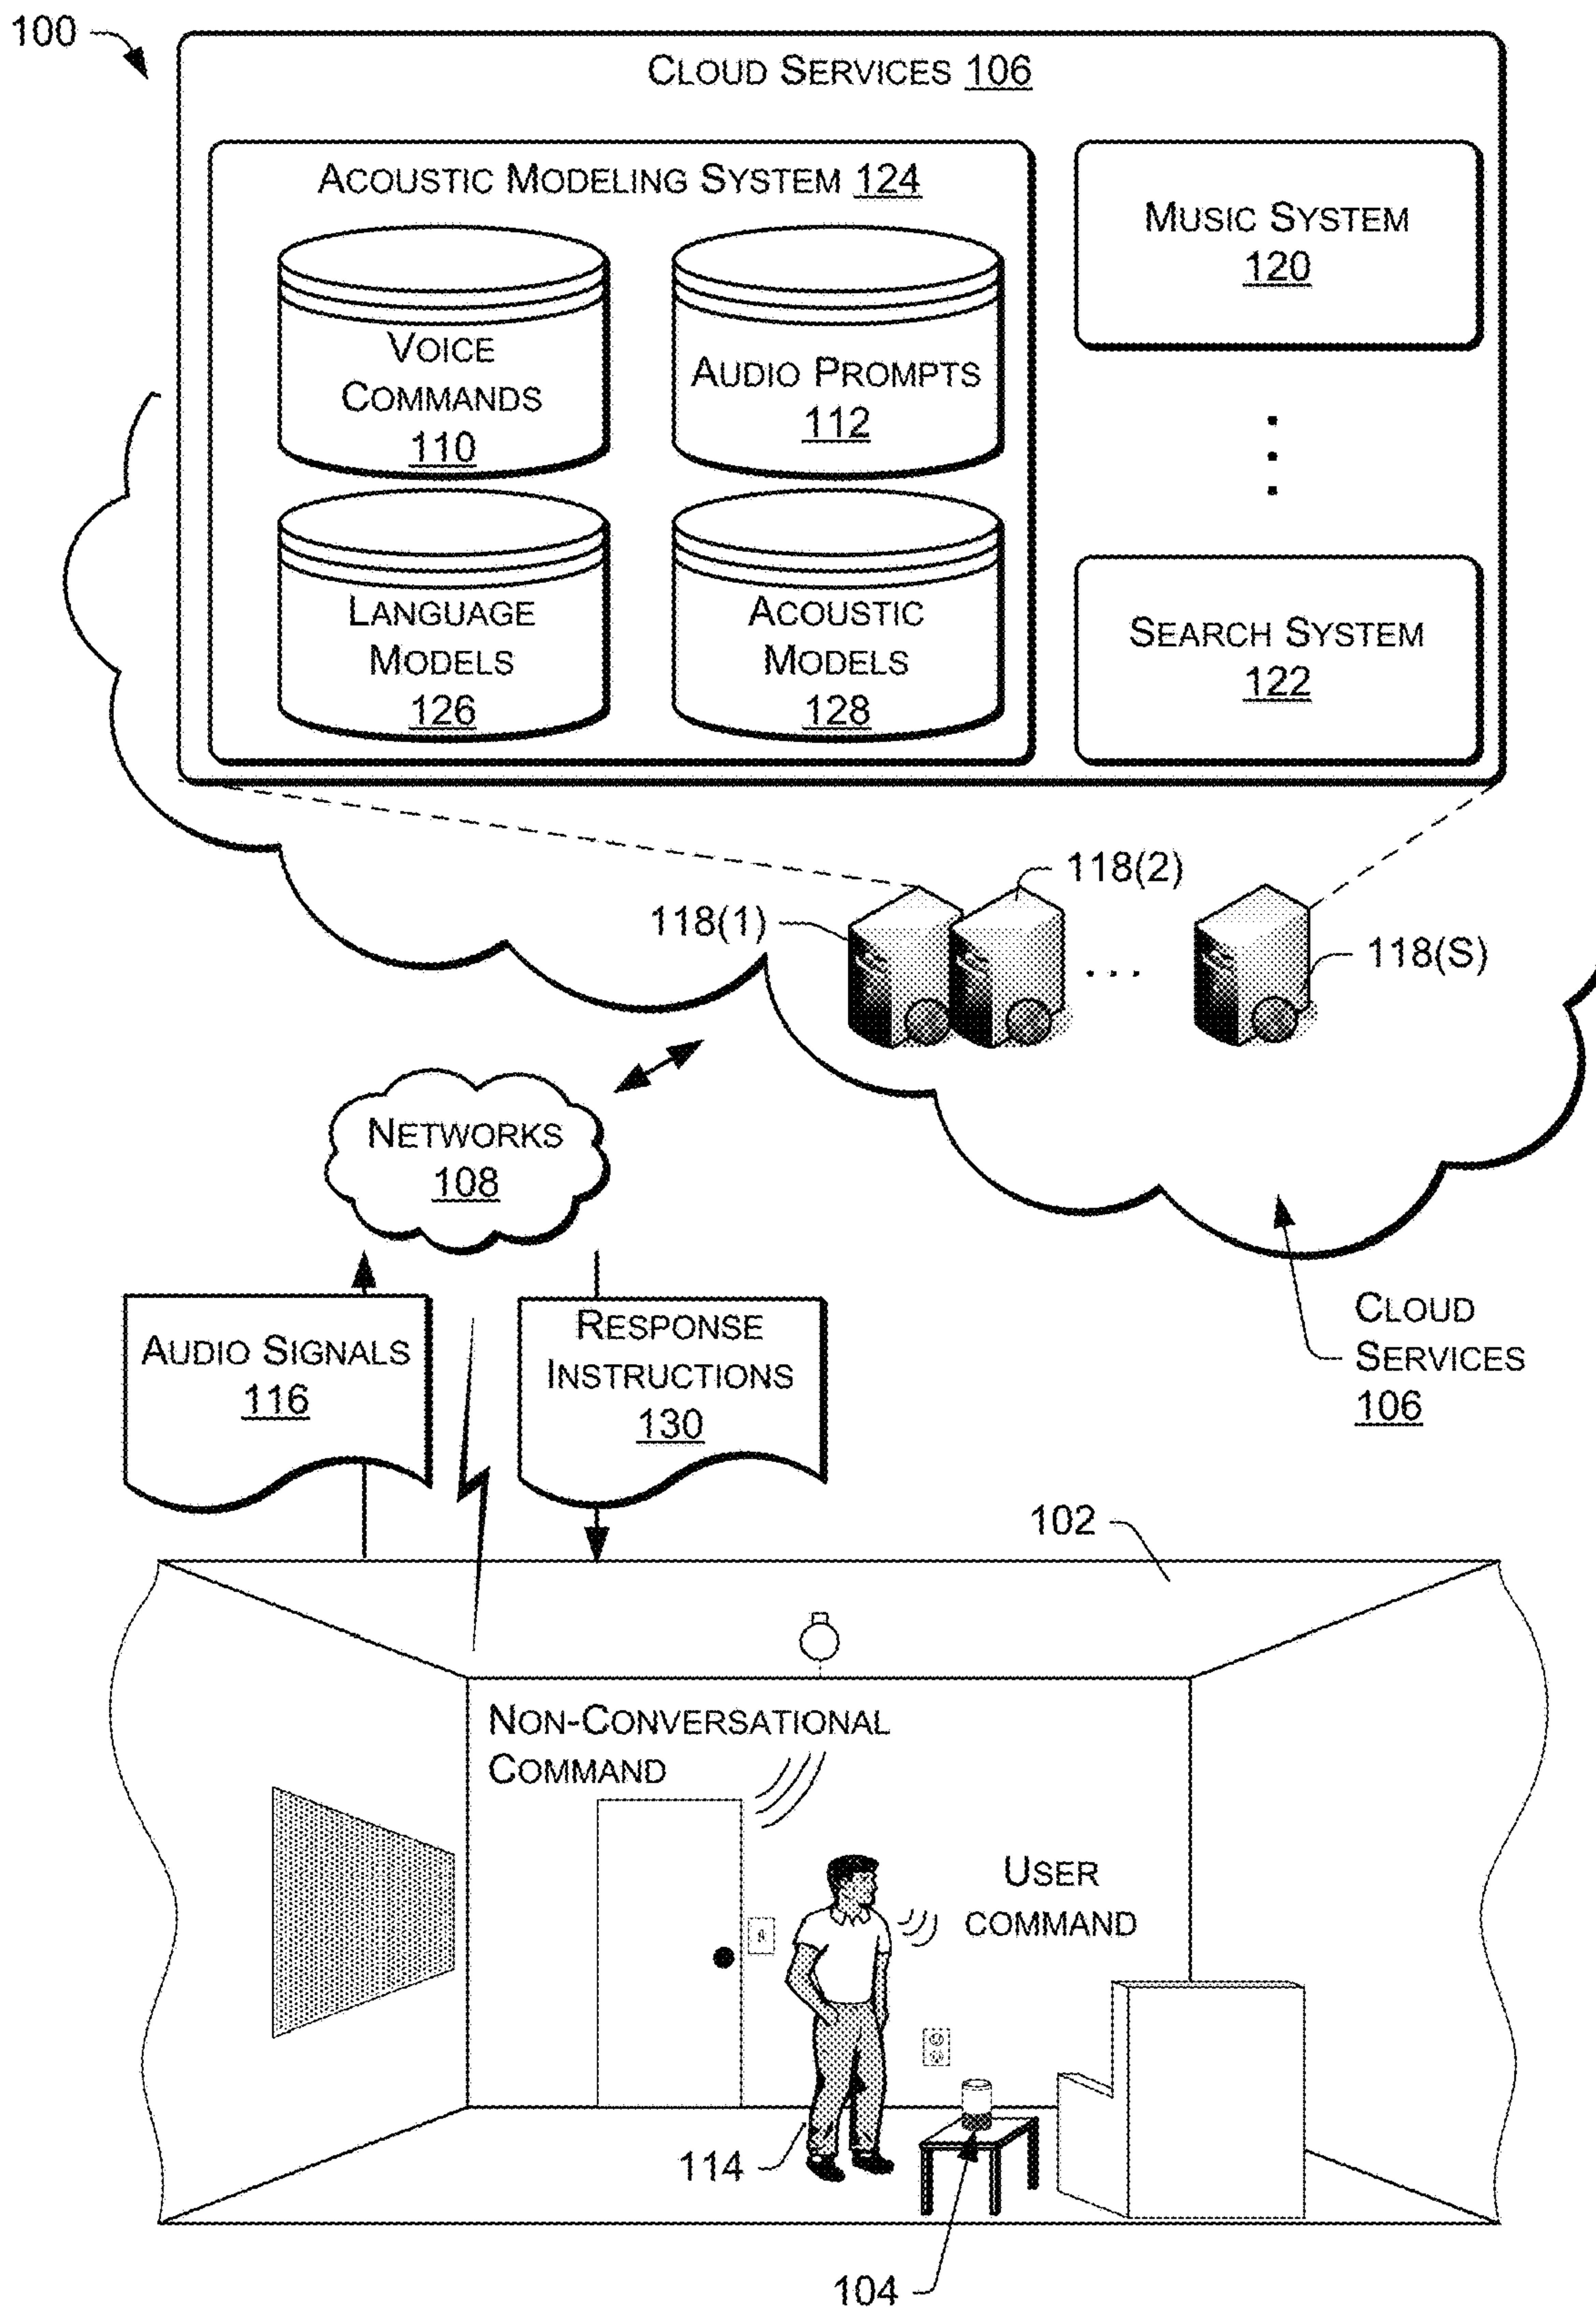 100
CLOUD SERVICES 106
ACOUSTIC MODELING SYSTEM 124
VOICE
COMMANDS
110
AUDIO PROMPTS
112
LANGUAGE
MODELS
126
ACOUSTIC
MODELS
128
MUSIC SYSTEM
120
SEARCH SYSTEM
122
118(1)
118(2)
...
118(S)
NETWORKS
108
AUDIO SIGNALS
116
RESPONSE
INSTRUCTIONS
130
CLOUD
SERVICES
106
102
NON-CONVERSATIONAL
COMMAND
USER
COMMAND
114
104